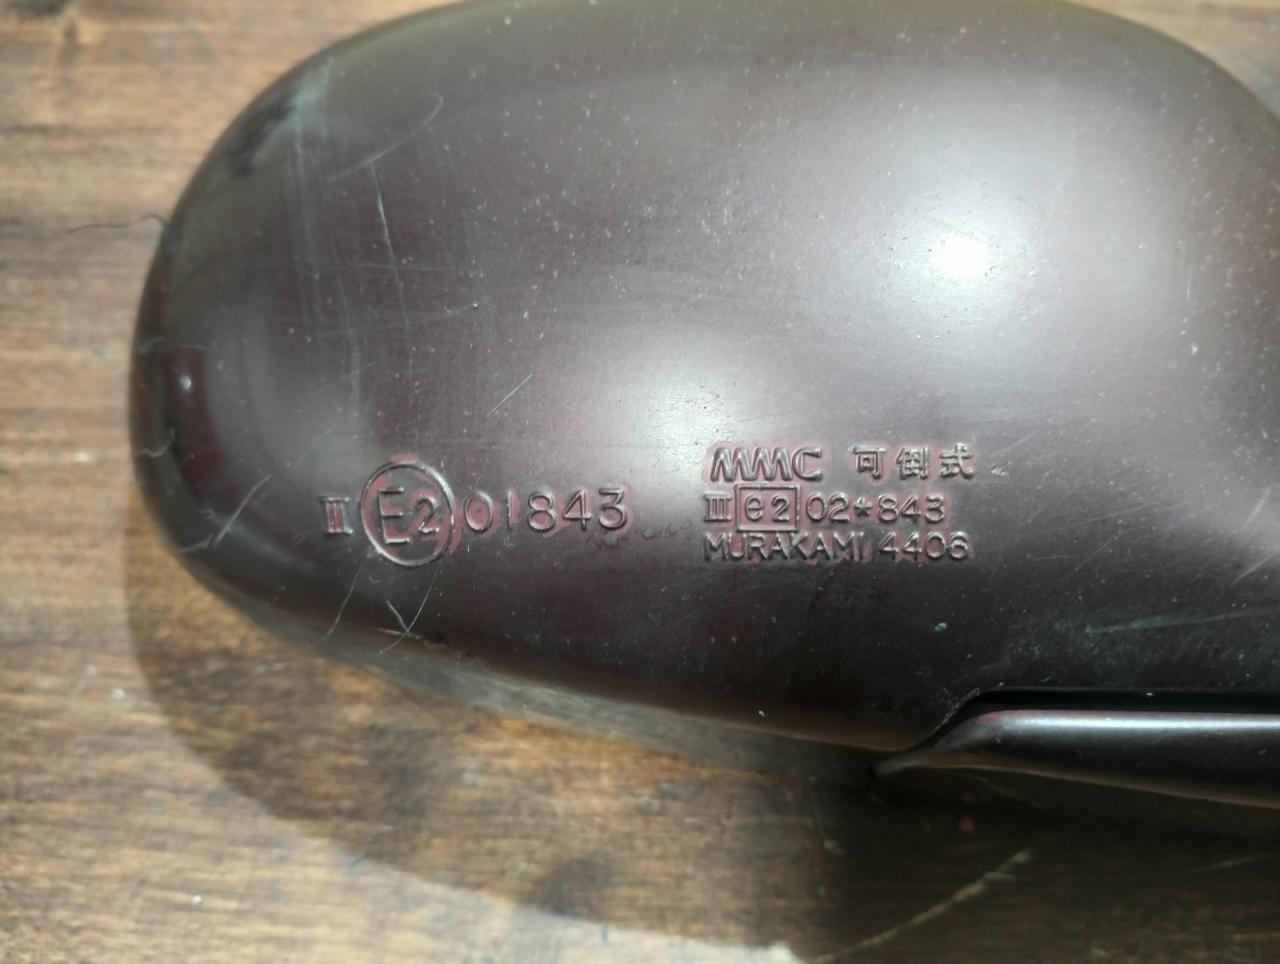 II E2 01843
MMC 可倒式
III e2 02*843
MURAKAMI 4406